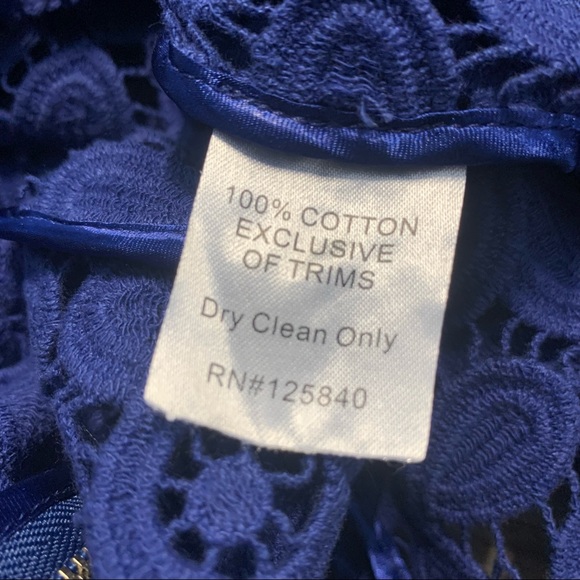 100% COTTON
EXCLUSIVE
OF TRIMS
Dry Clean Only
RN#125840